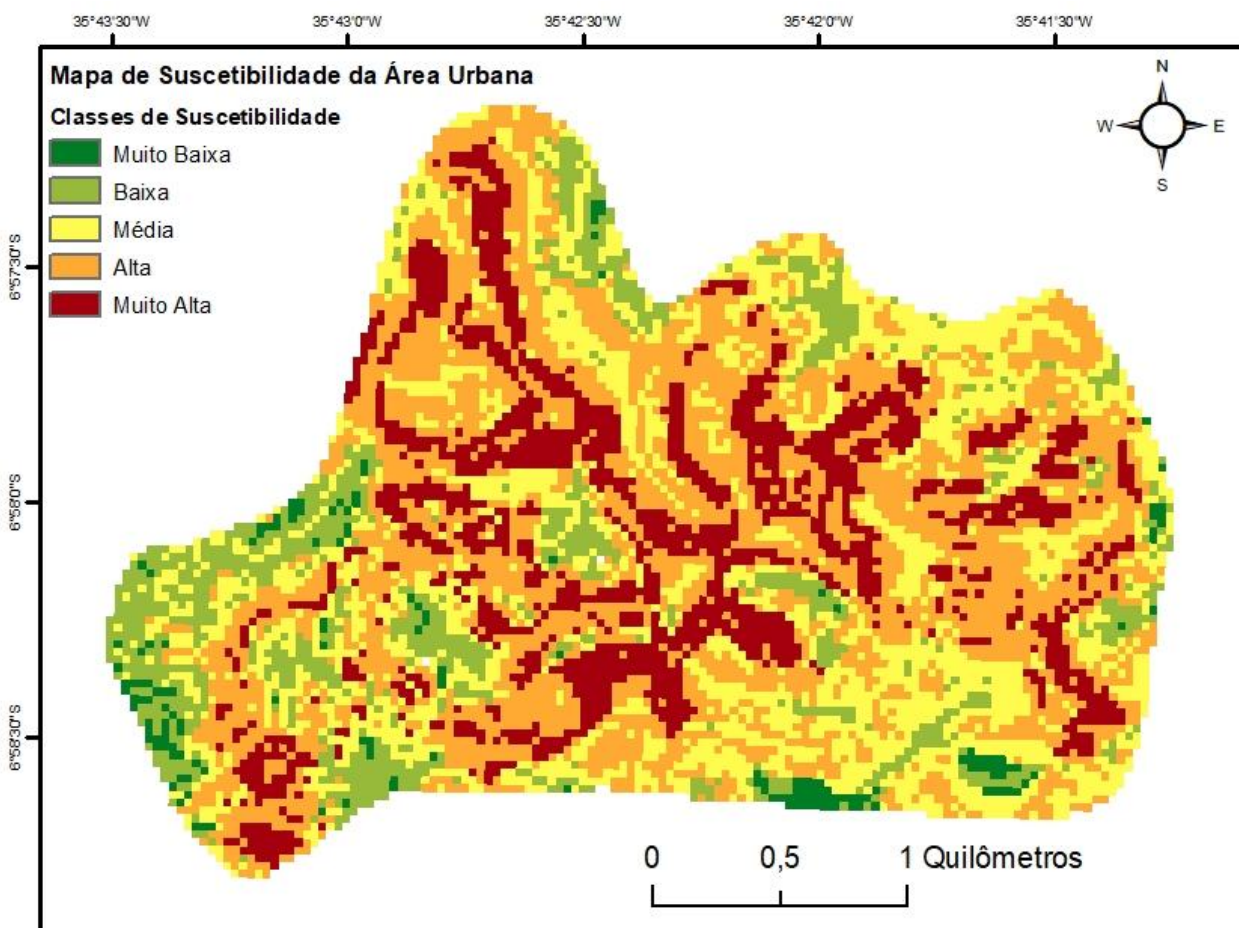 35°43'30"W 35°43'0"W 35°42'30"W 35°42'0"W 35°41'30"W
Mapa de Suscetibilidade da Área Urbana
Classes de Suscetibilidade
Muito Baixa
Baixa
Média
Alta
Muito Alta
N
W E
S
6°57'30"S
6°58'0"S
6°58'30"S
0 0,5 1 Quilômetros